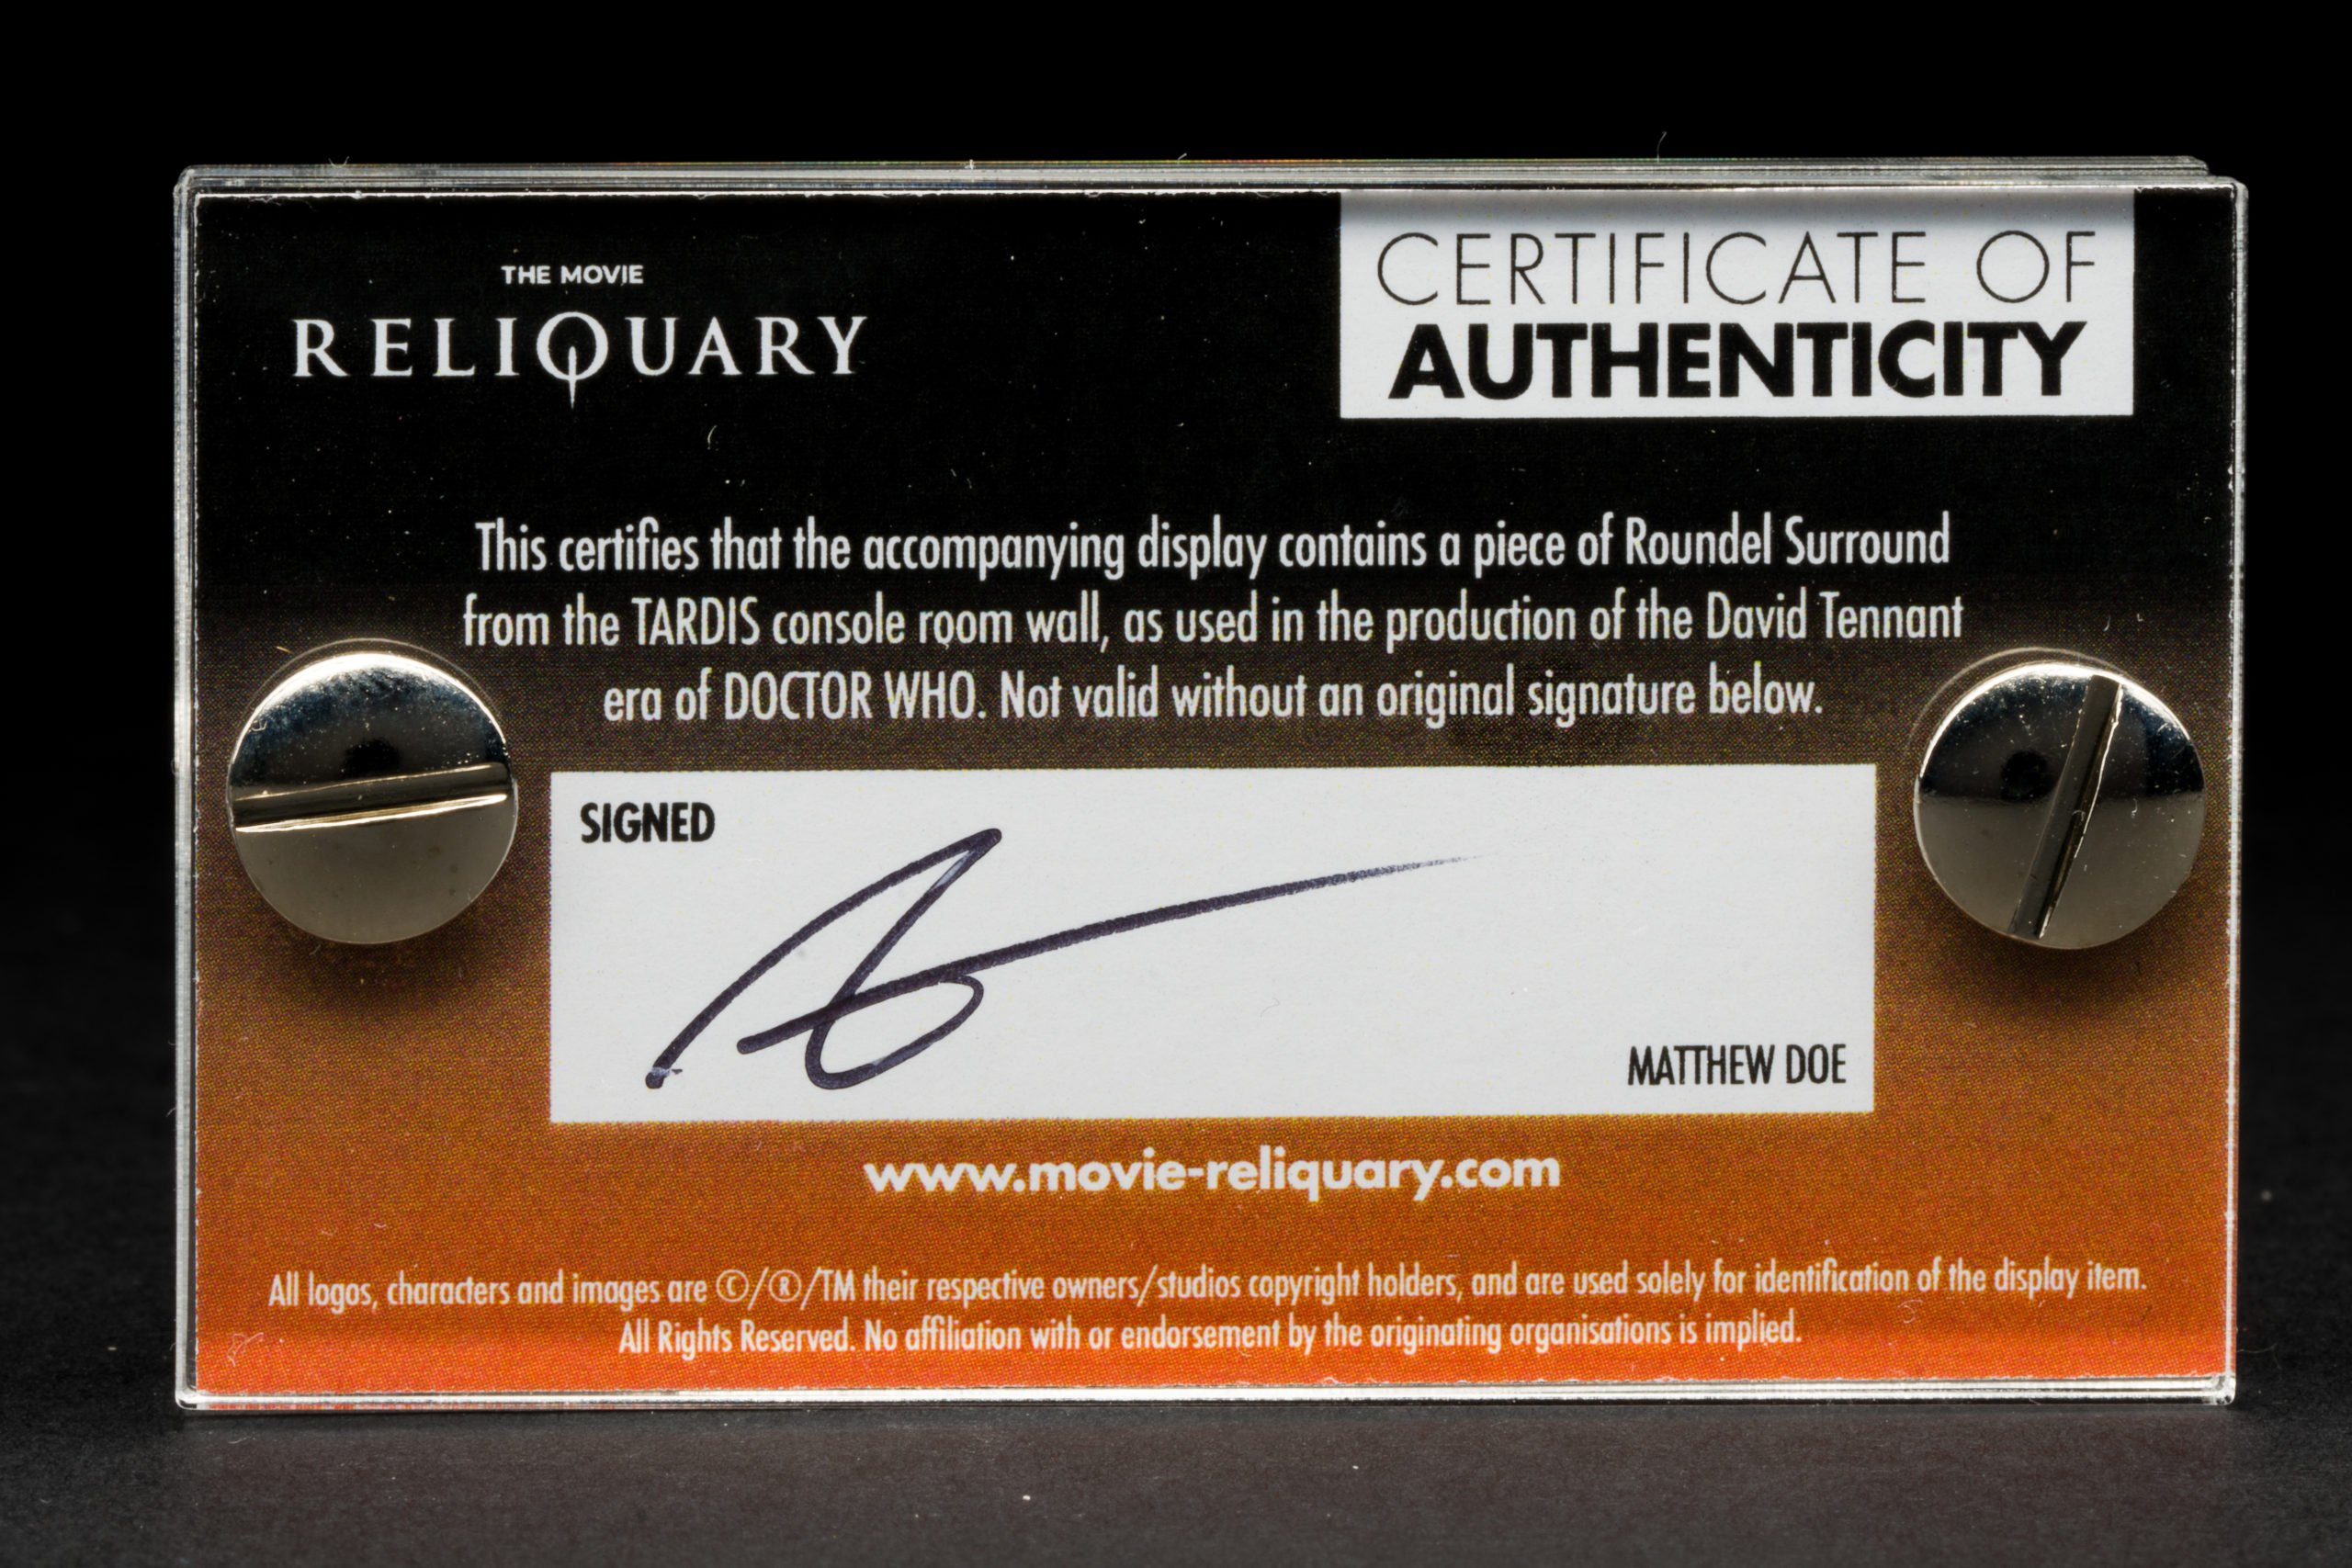 THE MOVIE
RELIQUARY
CERTIFICATE OF
AUTHENTICITY
This certifies that the accompanying display contains a piece of Roundel Surround
from the TARDIS console room wall, as used in the production of the David Tennant
era of DOCTOR WHO. Not valid without an original signature below.
SIGNED
MATTHEW DOE
www.movie-reliquary.com
All logos, characters and images are ©/®/TM their respective owners/studios copyright holders, and are used solely for identification of the display item.
All Rights Reserved. No affiliation with or endorsement by the originating organisations is implied.